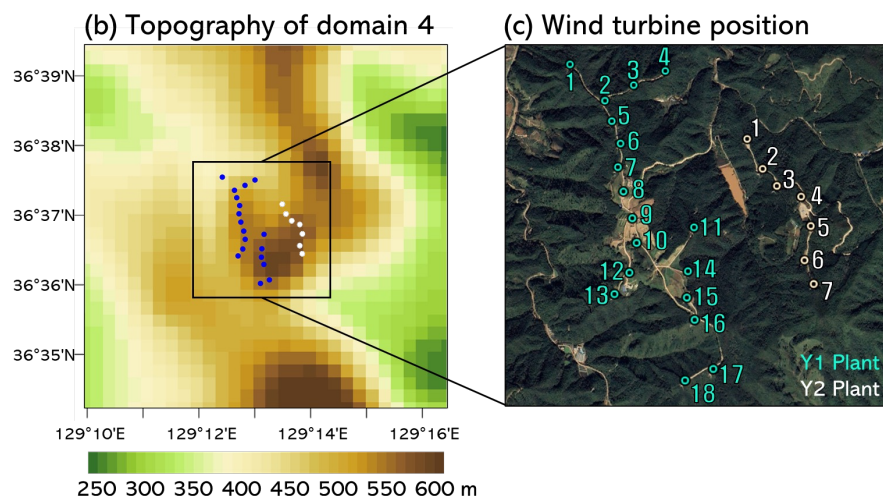 (b) Topography of domain 4
(c) Wind turbine position
36°39'N
36°38'N
36°37'N
36°36'N
36°35'N
129°10'E 129°12'E 129°14'E 129°16'E
250 300 350 400 450 500 550 600 m
1
2
3
4
5
6
7
8
9
10
11
12
13
14
15
16
17
18
1
2
3
4
5
6
7
Y1 Plant
Y2 Plant